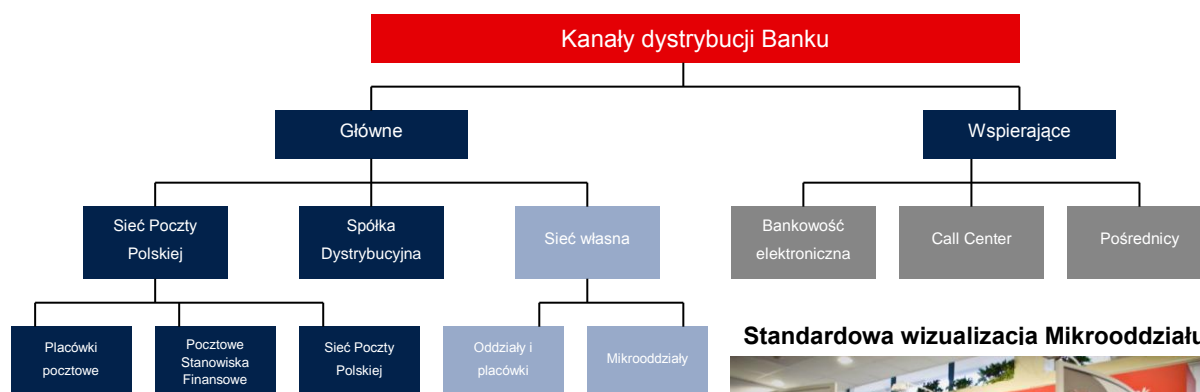 Kanały dystrybucji Banku
Główne
Wspierające
Sieć Poczty
Polskiej
Spółka
Dystrybucyjna
Sieć własna
Bankowość
elektroniczna
Call Center
Pośrednicy
Placówki
pocztowe
Pocztowe
Stanowiska
Finansowe
Sieć Poczty
Polskiej
Oddziały i
placówki
Mikrooddziały
Standardowa wizualizacja Mikrooddziału